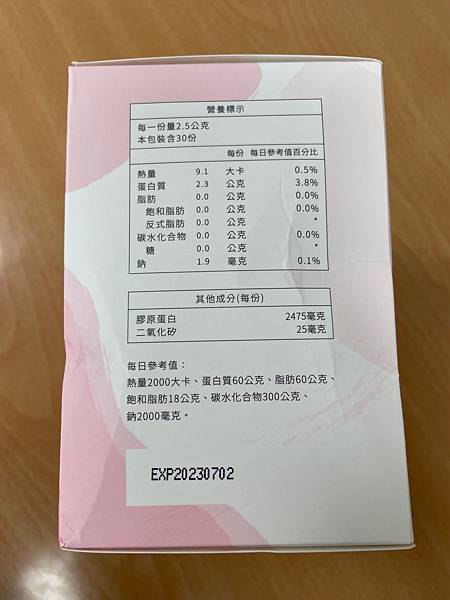 營養標示
每一份量2.5公克
本包裝含30份
每份 每日參考值百分比
熱量 9.1 大卡 0.5%
蛋白質 2.3 公克 3.8%
脂肪 0.0 公克 0.0%
飽和脂肪 0.0 公克 0.0%
反式脂肪 0.0 公克 *
碳水化合物 0.0 公克 0.0%
糖 0.0 公克 *
鈉 1.9 毫克 0.1%
其他成分(每份)
膠原蛋白 2475毫克
二氧化矽 25毫克
每日參考值：
熱量2000大卡、蛋白質60公克、脂肪60公克、
飽和脂肪18公克、碳水化合物300公克、
鈉2000毫克。
EXP20230702